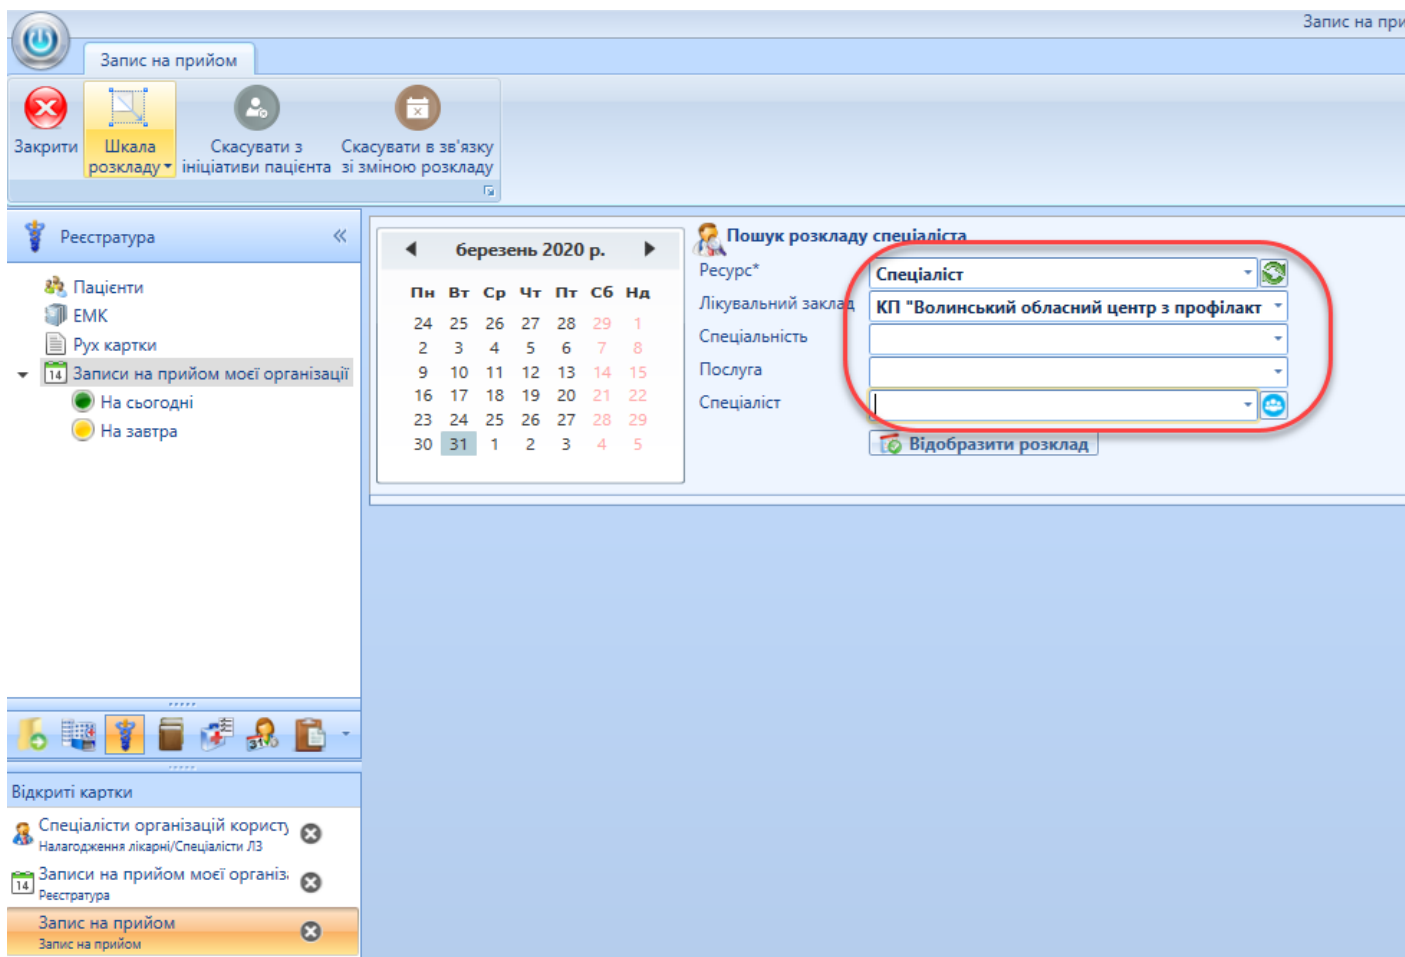 Запис на при
Запис на прийом
Закрити
Шкала розкладу
Скасувати з ініціативи пацієнта
Скасувати в зв'язку зі зміною розкладу
Реєстратура
Пацієнти
ЕМК
Рух картки
14 Записи на прийом моєї організації
На сьогодні
На завтра
березень 2020 р.
Пн Вт Ср Чт Пт Сб Нд
24 25 26 27 28 29 1
2 3 4 5 6 7 8
9 10 11 12 13 14 15
16 17 18 19 20 21 22
23 24 25 26 27 28 29
30 31 1 2 3 4 5
Пошук розкладу спеціаліста
Ресурс* Спеціаліст
Лікувальний заклад КП "Волинський обласний центр з профілакт
Спеціальність
Послуга
Спеціаліст
Відобразити розклад
31
Відкриті картки
Спеціалісти організацій користу
Налагодження лікарні/Спеціалісти ЛЗ
14 Записи на прийом моєї організ
Реєстратура
Запис на прийом
Запис на прийом